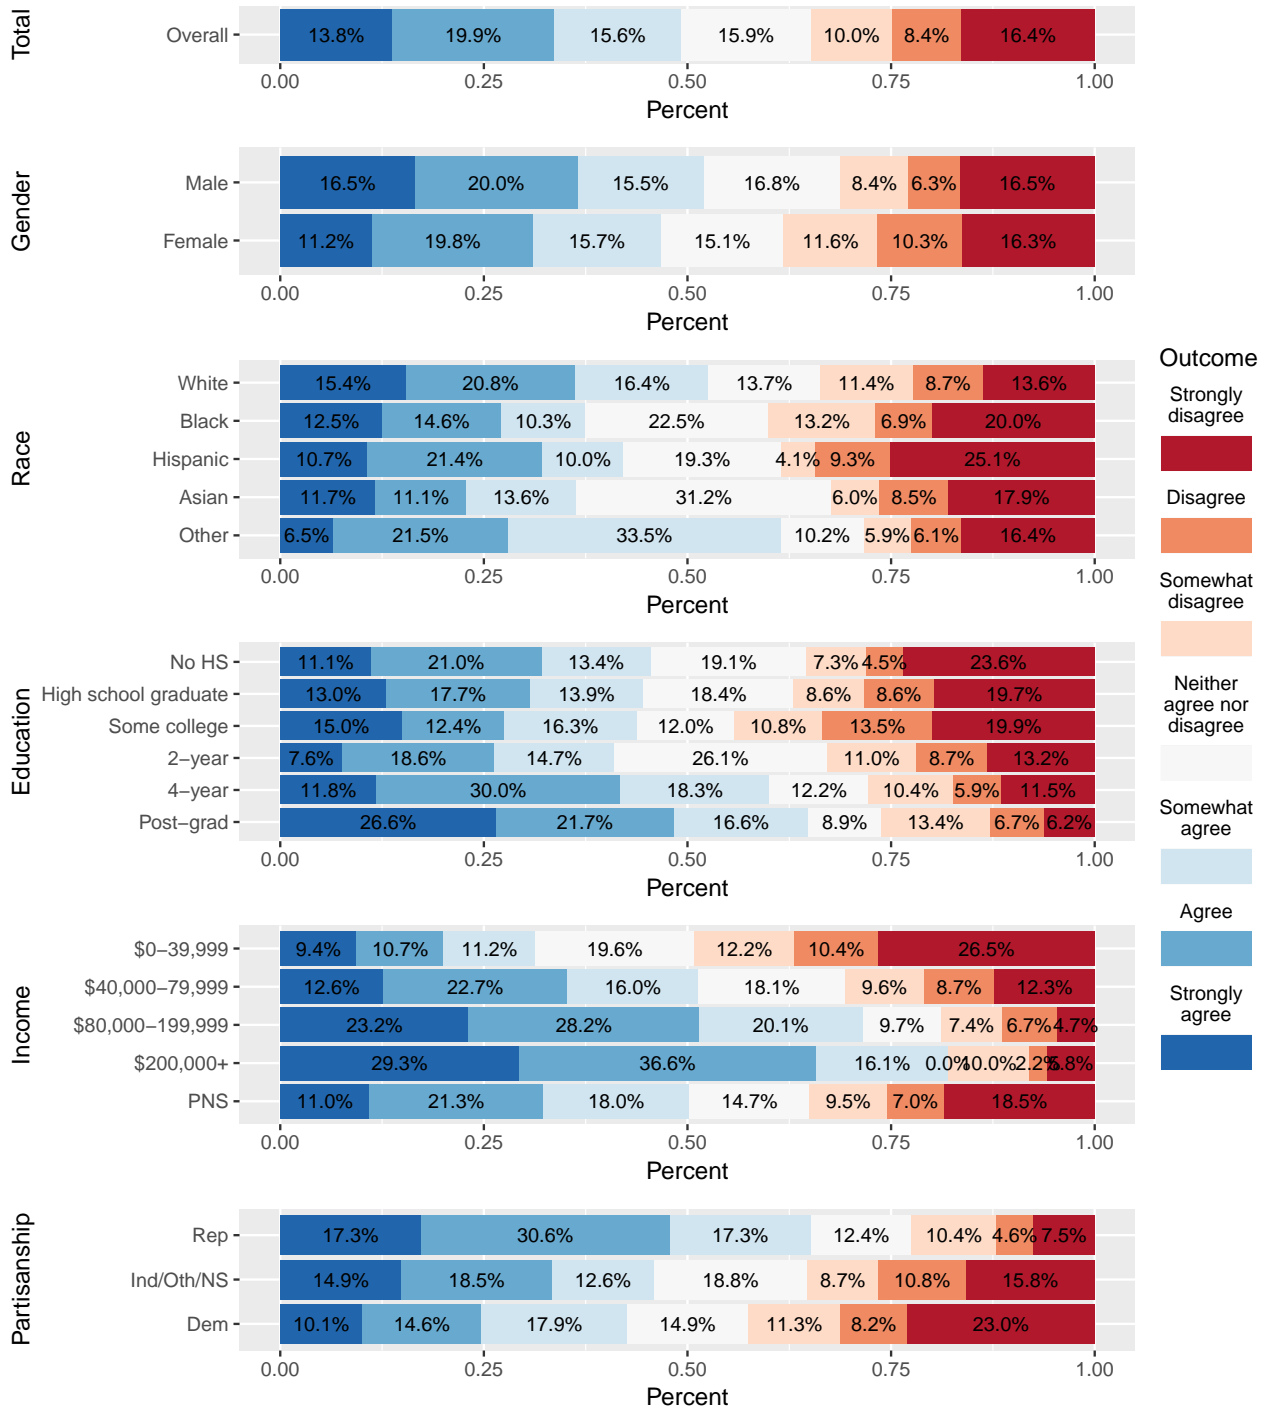 Total
Overall
13.8% 19.9% 15.6% 15.9% 10.0% 8.4% 16.4%
0.00 0.25 0.50 0.75 1.00
Percent
Gender
Male
16.5% 20.0% 15.5% 16.8% 8.4% 6.3% 16.5%
Female
11.2% 19.8% 15.7% 15.1% 11.6% 10.3% 16.3%
0.00 0.25 0.50 0.75 1.00
Percent
Race
White
15.4% 20.8% 16.4% 13.7% 11.4% 8.7% 13.6%
Black
12.5% 14.6% 10.3% 22.5% 13.2% 6.9% 20.0%
Hispanic
10.7% 21.4% 10.0% 19.3% 4.1% 9.3% 25.1%
Asian
11.7% 11.1% 13.6% 31.2% 6.0% 8.5% 17.9%
Other
6.5% 21.5% 33.5% 10.2% 5.9% 6.1% 16.4%
0.00 0.25 0.50 0.75 1.00
Percent
Education
No HS
11.1% 21.0% 13.4% 19.1% 7.3% 4.5% 23.6%
High school graduate
13.0% 17.7% 13.9% 18.4% 8.6% 8.6% 19.7%
Some college
15.0% 12.4% 16.3% 12.0% 10.8% 13.5% 19.9%
2−year
7.6% 18.6% 14.7% 26.1% 11.0% 8.7% 13.2%
4−year
11.8% 30.0% 18.3% 12.2% 10.4% 5.9% 11.5%
Post−grad
26.6% 21.7% 16.6% 8.9% 13.4% 6.7% 6.2%
0.00 0.25 0.50 0.75 1.00
Percent
Income
$0−39,999
9.4% 10.7% 11.2% 19.6% 12.2% 10.4% 26.5%
$40,000−79,999
12.6% 22.7% 16.0% 18.1% 9.6% 8.7% 12.3%
$80,000−199,999
23.2% 28.2% 20.1% 9.7% 7.4% 6.7% 4.7%
$200,000+
29.3% 36.6% 16.1% 0.0% 10.0% 2.2% 5.8%
PNS
11.0% 21.3% 18.0% 14.7% 9.5% 7.0% 18.5%
0.00 0.25 0.50 0.75 1.00
Percent
Partisanship
Rep
17.3% 30.6% 17.3% 12.4% 10.4% 4.6% 7.5%
Ind/Oth/NS
14.9% 18.5% 12.6% 18.8% 8.7% 10.8% 15.8%
Dem
10.1% 14.6% 17.9% 14.9% 11.3% 8.2% 23.0%
0.00 0.25 0.50 0.75 1.00
Percent
Outcome
Strongly
disagree
Disagree
Somewhat
disagree
Neither
agree nor
disagree
Somewhat
agree
Agree
Strongly
agree